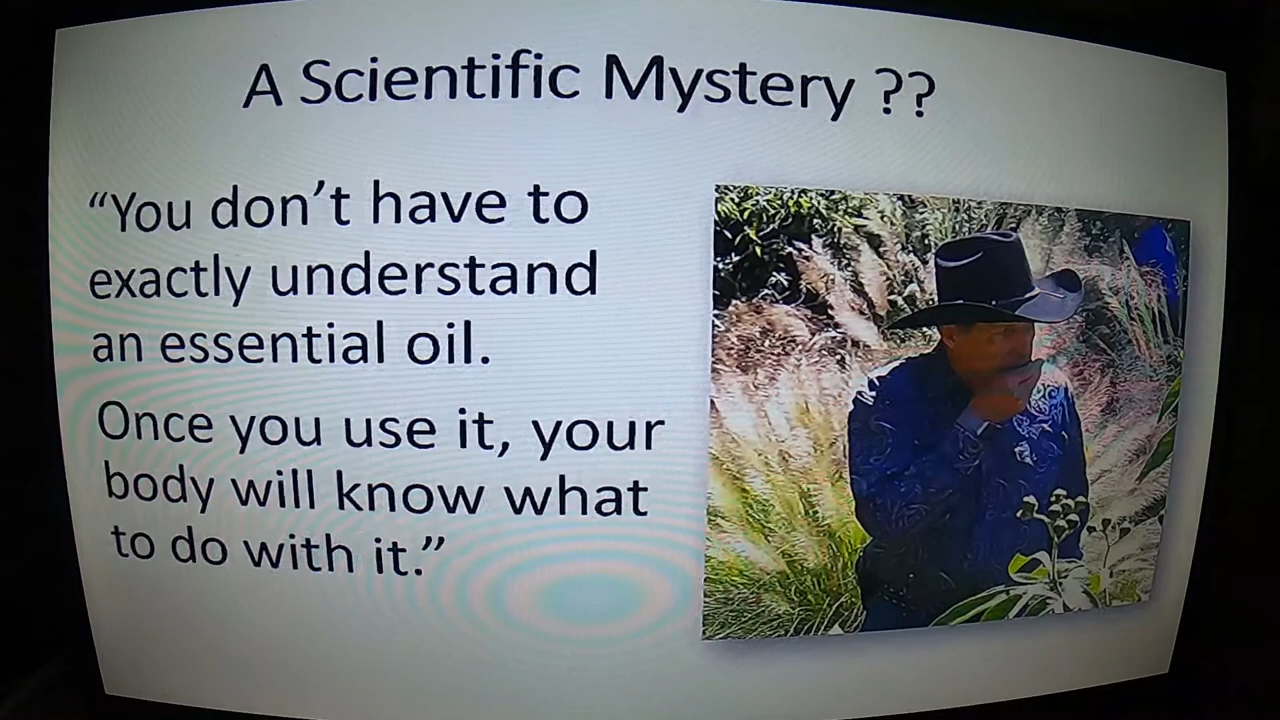 A Scientific Mystery ??
“You don’t have to
exactly understand
an essential oil.
Once you use it, your
body will know what
to do with it.”